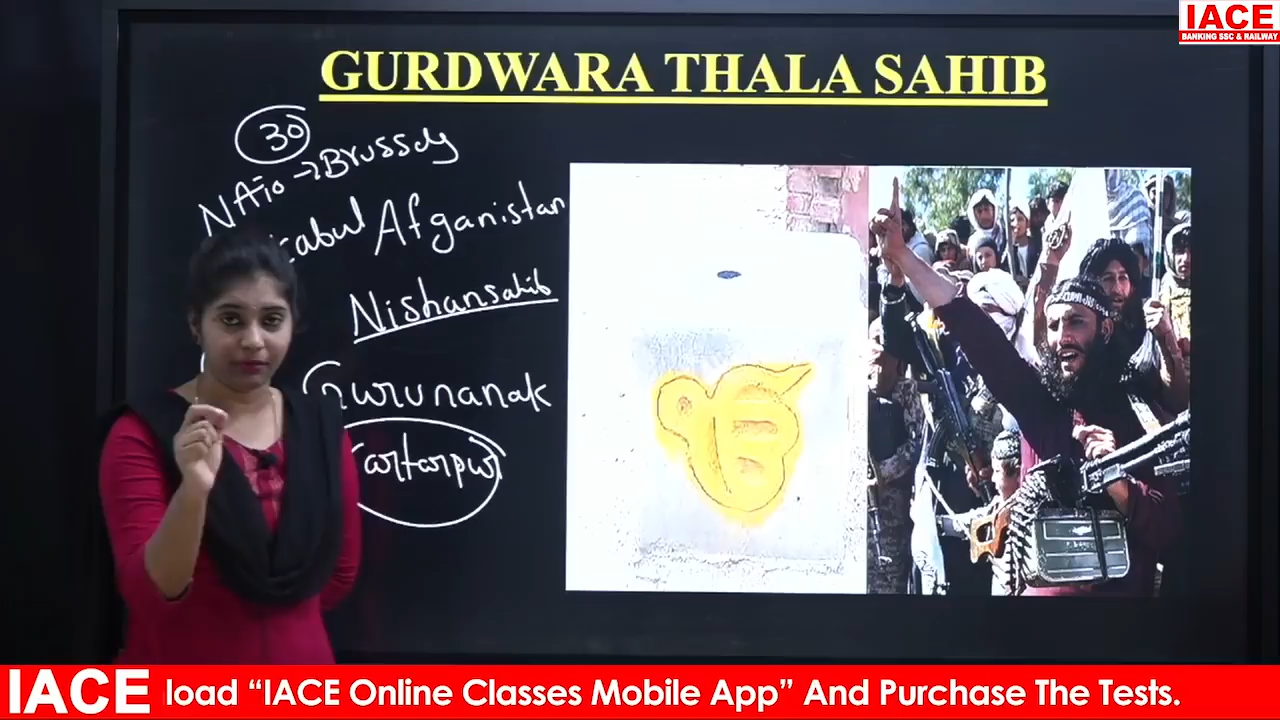 IACE
BANKING SSC & RAILWAY
GURDWARA THALA SAHIB
30
NATO → Brussels
Kabul Afganistan
Nishansahib
Gurunanak
Kartarpur
IACE load “IACE Online Classes Mobile App” And Purchase The Tests.